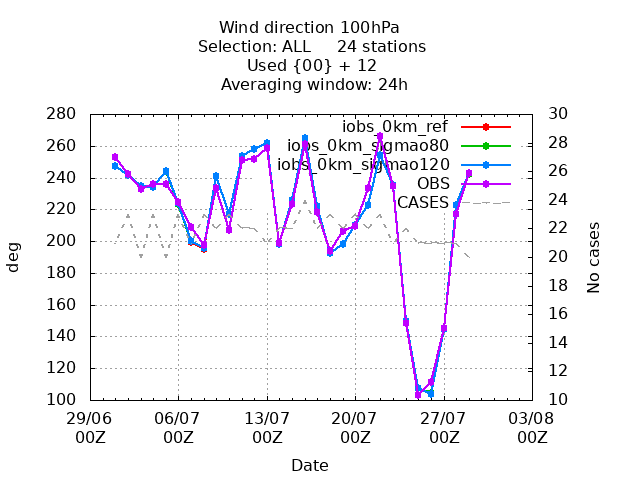 Wind direction 100hPa
Selection: ALL 24 stations
Used {00} + 12
Averaging window: 24h
280 30
260 28
240 26
220 24
200 22
180 20
160 18
140 16
120 14
100 12
10
iobs_0km_ref
iobs_0km_sigmao80
iobs_0km_sigmao120
OBS
CASES
deg
No cases
29/06 06/07 13/07 20/07 27/07 03/08
00Z 00Z 00Z 00Z 00Z 00Z
Date